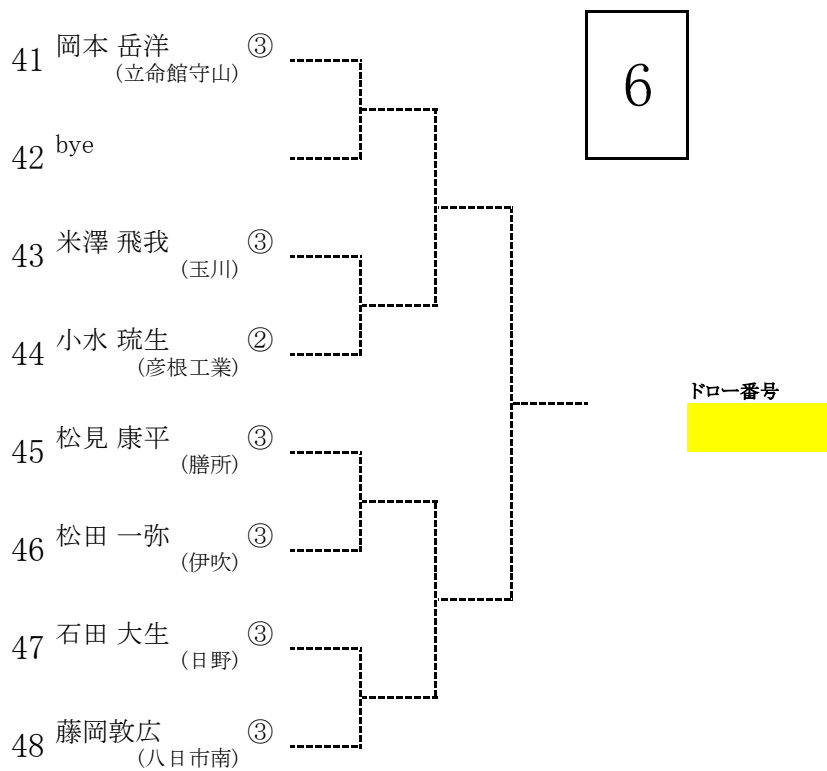 6
41 岡本 岳洋 ③
(立命館守山)
42 bye
43 米澤 飛我 ③
(玉川)
44 小水 琉生 ②
(彦根工業)
ドロー番号
45 松見 康平 ③
(膳所)
46 松田 一弥 ③
(伊吹)
47 石田 大生 ③
(日野)
48 藤岡敦広 ③
(八日市南)